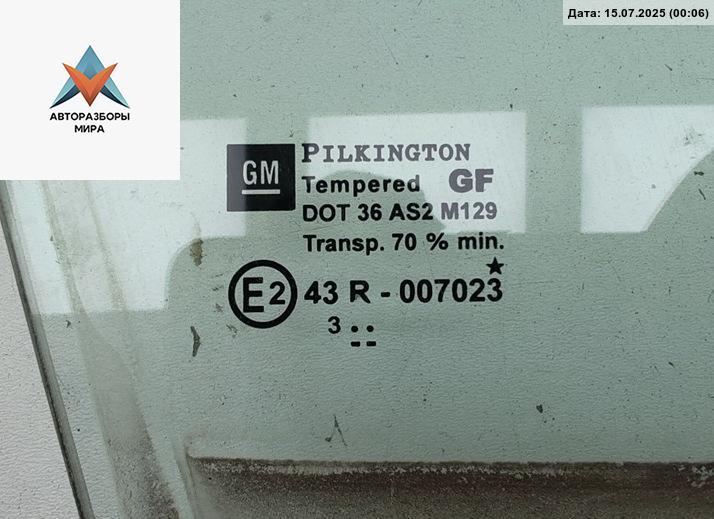 Дата: 15.07.2025 (00:06)
АВТОРАЗБОРЫ
МИРА
GM
PILKINGTON
Tempered GF
DOT 36 AS2 M129
Transp. 70 % min.
E2 43 R - 007023
3 ..
--